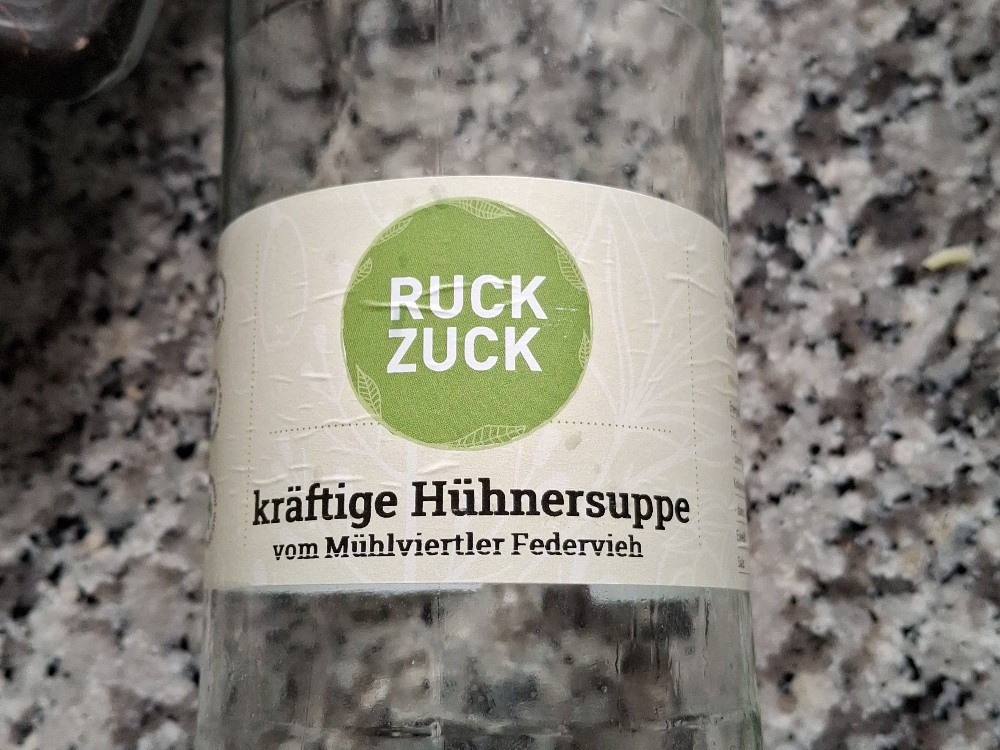 RUCK
ZUCK
kräftige Hühnersuppe
vom Mühlviertler Federvieh